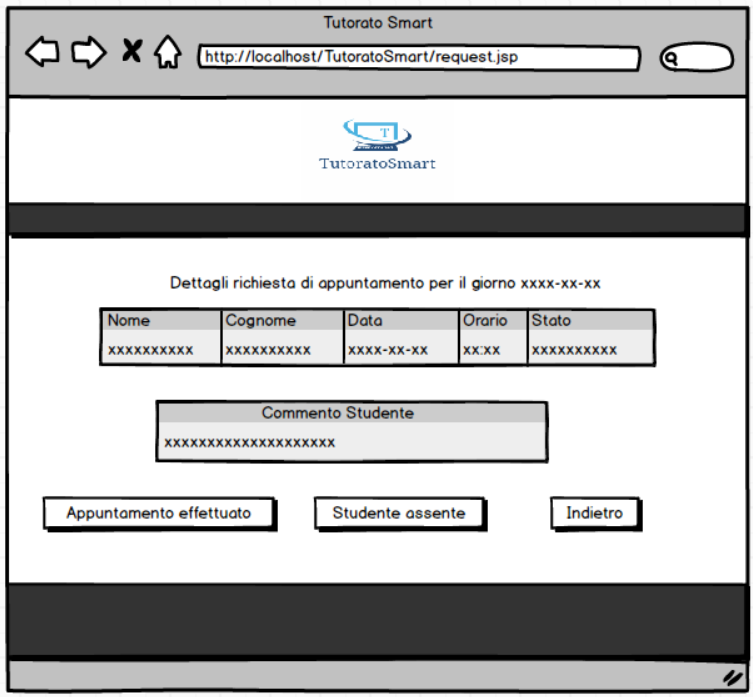 Tutorato Smart
http://localhost/TutoratoSmart/request.jsp
T
TutoratoSmart
Dettagli richiesta di appuntamento per il giorno xxxx-xx-xx
Nome Cognome Data Orario Stato
xxxxxxxxxx xxxxxxxxxx xxxx-xx-xx xx:xx xxxxxxxxxx
Commento Studente
xxxxxxxxxxxxxxxxxxxx
Appuntamento effettuato Studente assente Indietro